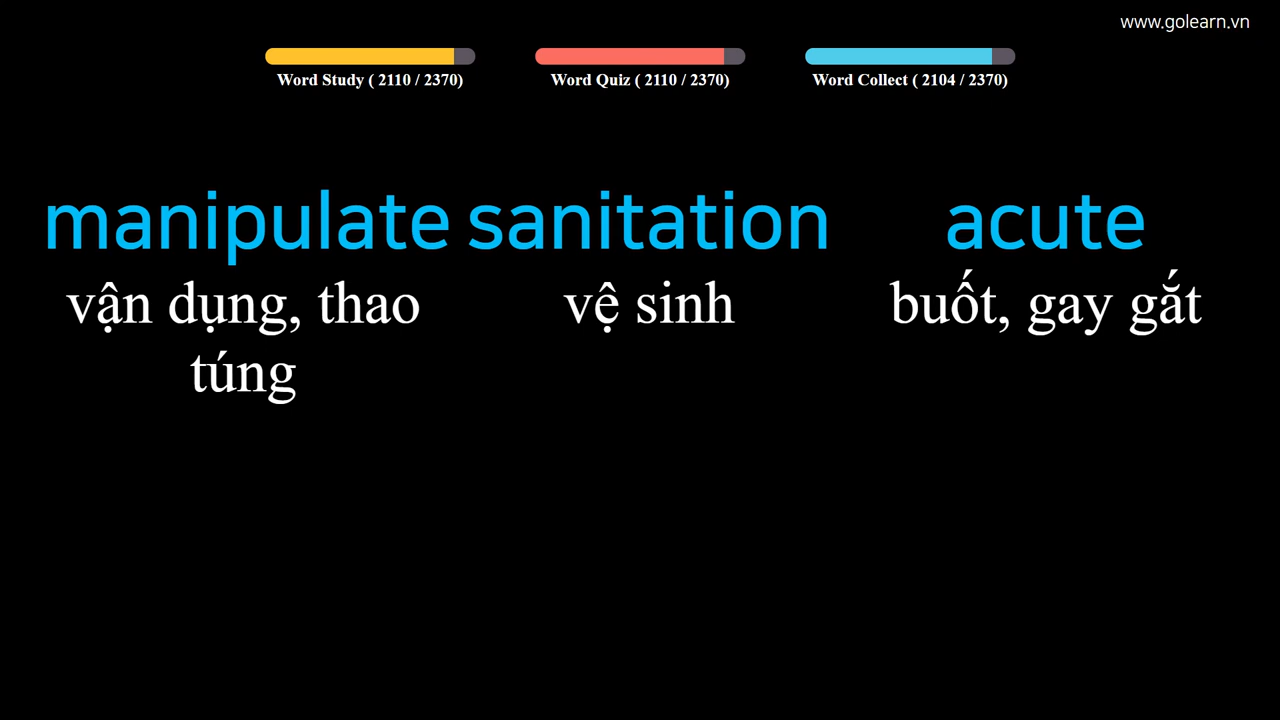 www.golearn.vn
Word Study ( 2110 / 2370)
Word Quiz ( 2110 / 2370)
Word Collect ( 2104 / 2370)
manipulate
vận dụng, thao
túng
sanitation
vệ sinh
acute
buốt, gay gắt